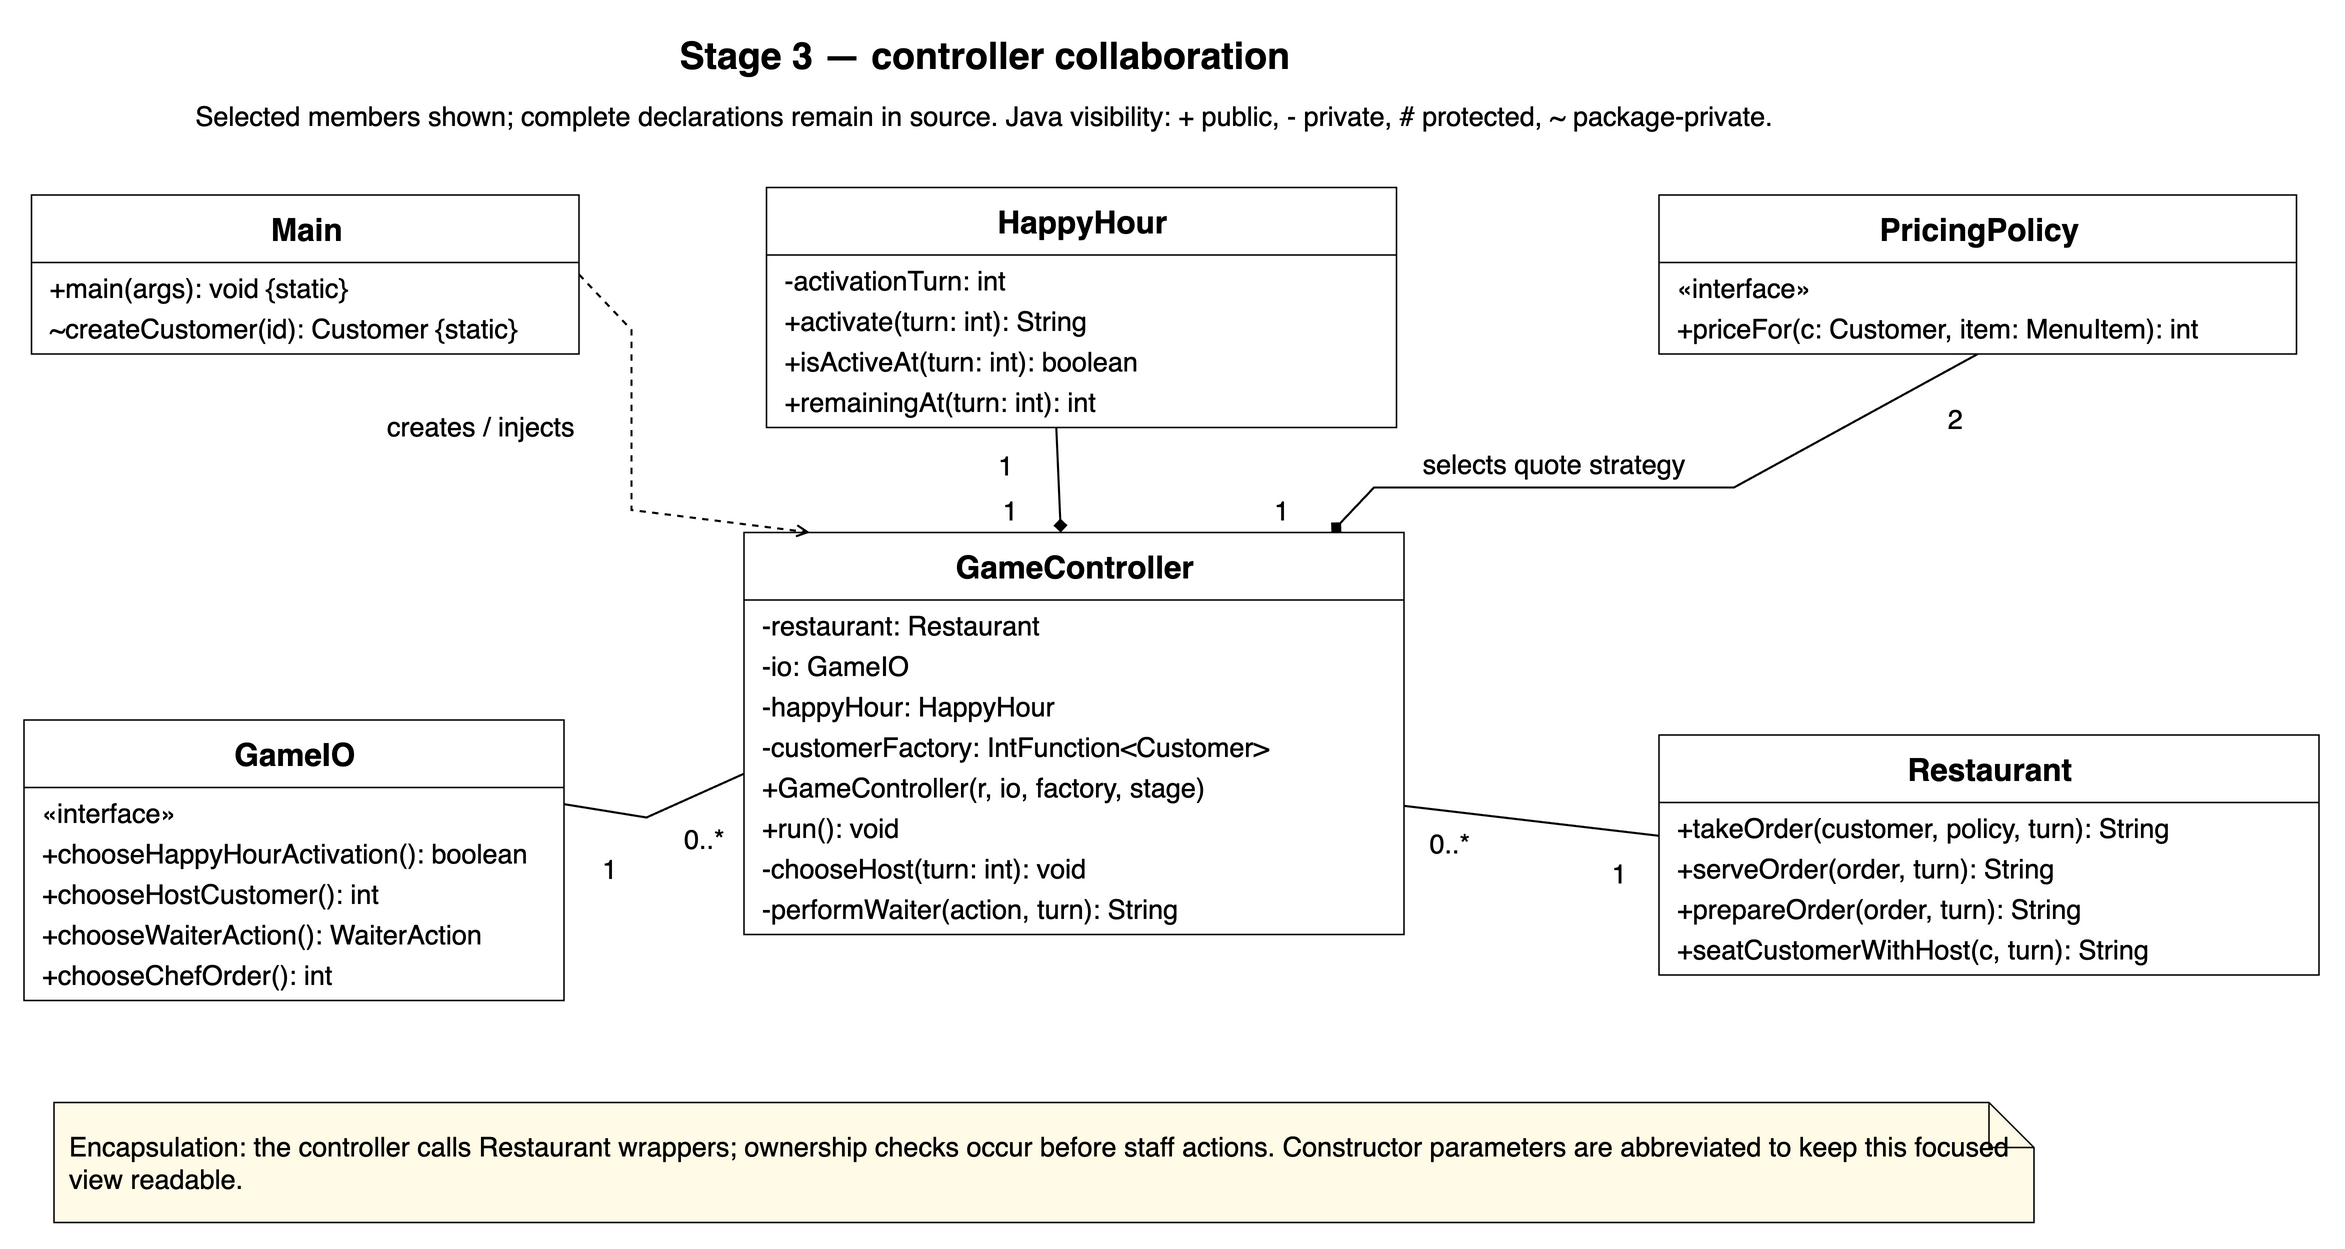 Stage 3 — controller collaboration
Selected members shown; complete declarations remain in source. Java visibility: + public, - private, # protected, ~ package-private.
Main
+main(args): void {static}
~createCustomer(id): Customer {static}
HappyHour
-activationTurn: int
+activate(turn: int): String
+isActiveAt(turn: int): boolean
+remainingAt(turn: int): int
PricingPolicy
«interface»
+priceFor(c: Customer, item: MenuItem): int
creates / injects
1
1
selects quote strategy
2
1
GameController
-restaurant: Restaurant
-io: GameIO
-happyHour: HappyHour
-customerFactory: IntFunction<Customer>
+GameController(r, io, factory, stage)
+run(): void
-chooseHost(turn: int): void
-performWaiter(action, turn): String
GameIO
«interface»
+chooseHappyHourActivation(): boolean
+chooseHostCustomer(): int
+chooseWaiterAction(): WaiterAction
+chooseChefOrder(): int
1
0..*
0..*
1
Restaurant
+takeOrder(customer, policy, turn): String
+serveOrder(order, turn): String
+prepareOrder(order, turn): String
+seatCustomerWithHost(c, turn): String
Encapsulation: the controller calls Restaurant wrappers; ownership checks occur before staff actions. Constructor parameters are abbreviated to keep this focused
view readable.